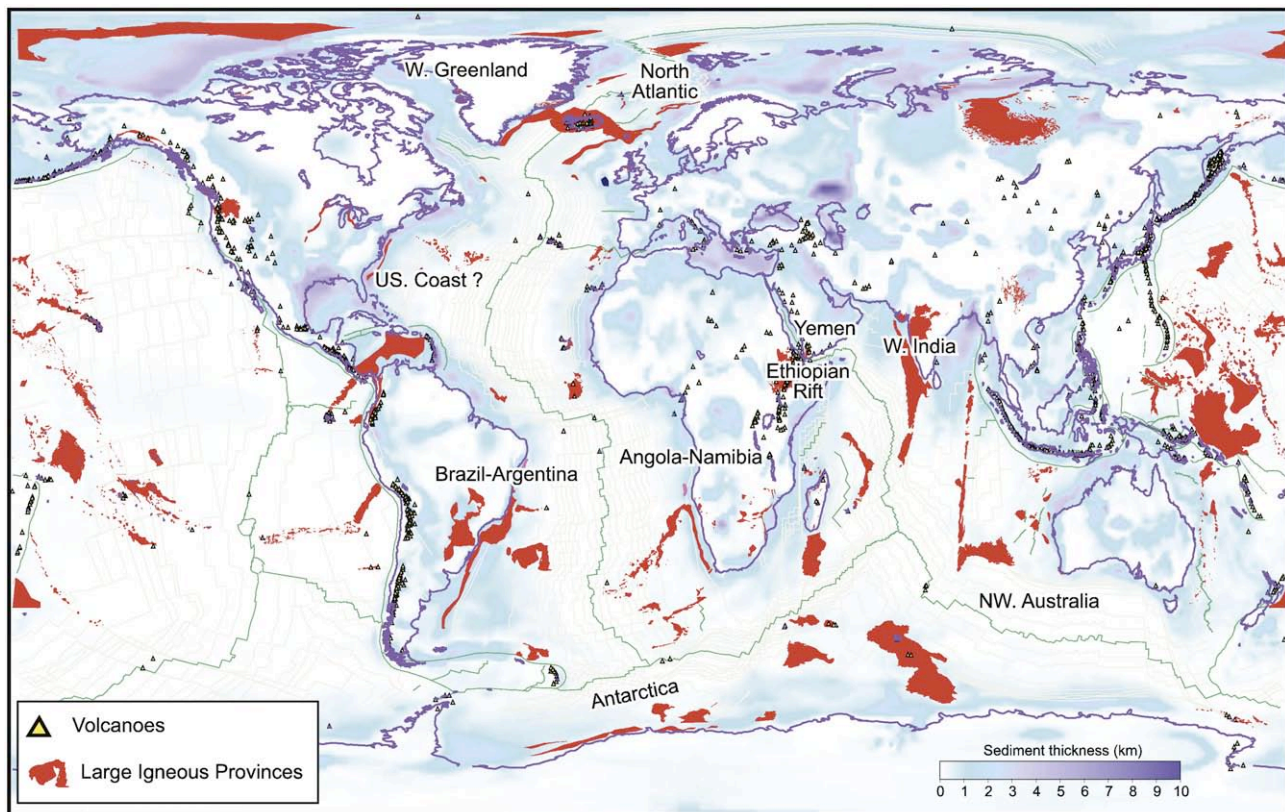 W. Greenland
North
Atlantic
US. Coast ?
Yemen
W. India
Ethiopian
Rift
Brazil-Argentina
Angola-Namibia
NW. Australia
Antarctica
Volcanoes
Large Igneous Provinces
Sediment thickness (km)
0 1 2 3 4 5 6 7 8 9 10